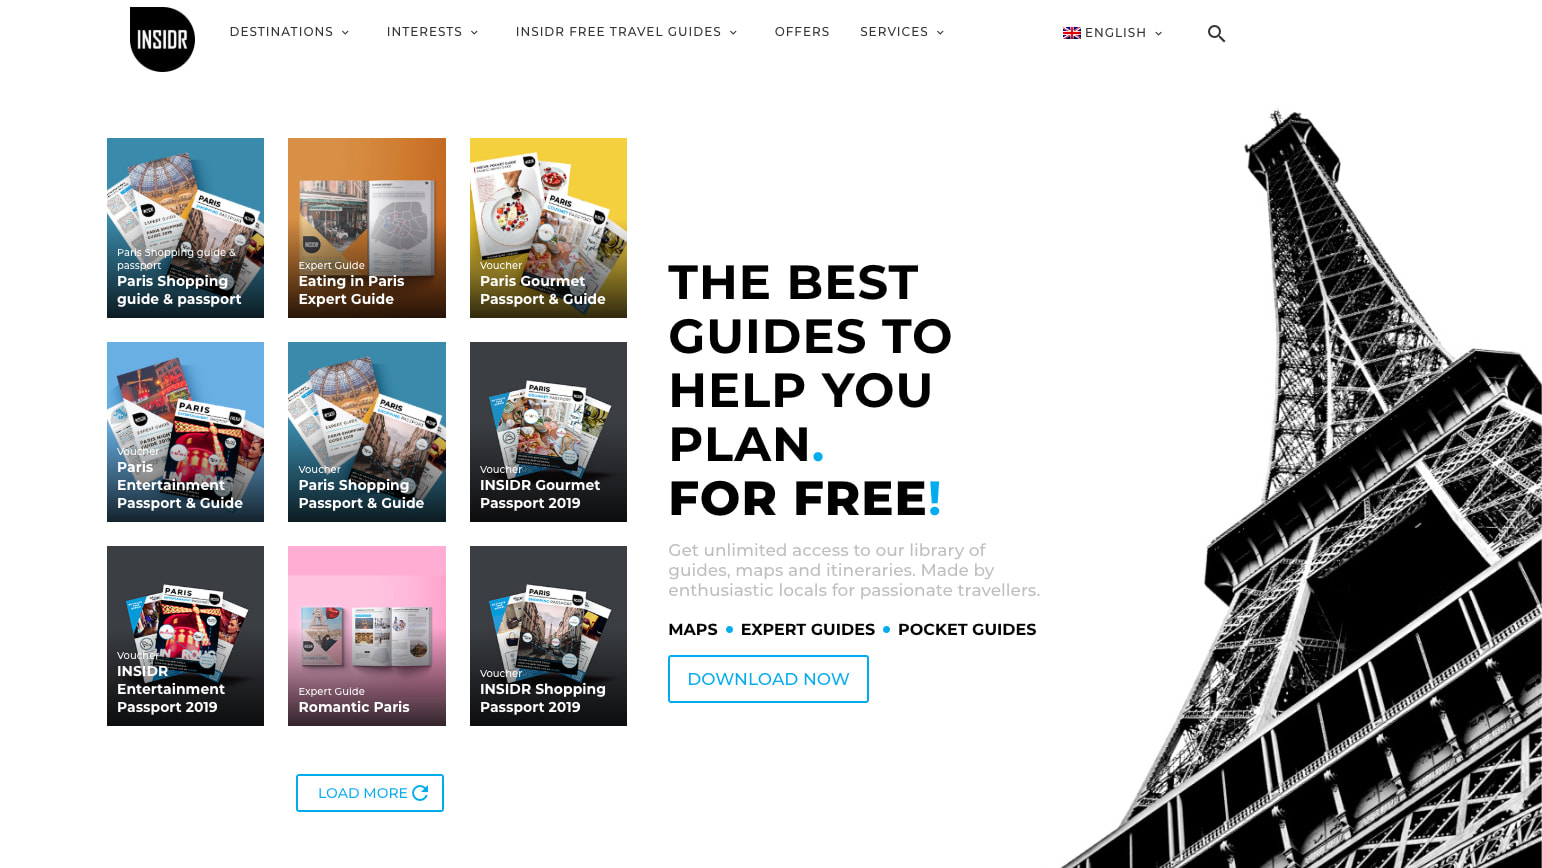 INSIDR
DESTINATIONS
INTERESTS
INSIDR FREE TRAVEL GUIDES
OFFERS
SERVICES
ENGLISH
Paris Shopping guide &
passport
Paris Shopping
guide & passport
Expert Guide
Eating in Paris
Expert Guide
Voucher
Paris Gourmet
Passport & Guide
Voucher
Paris
Entertainment
Passport & Guide
Voucher
Paris Shopping
Passport & Guide
Voucher
INSIDR Gourmet
Passport 2019
Voucher
INSIDR
Entertainment
Passport 2019
Expert Guide
Romantic Paris
Voucher
INSIDR Shopping
Passport 2019
LOAD MORE
THE BEST
GUIDES TO
HELP YOU
PLAN.
FOR FREE!
Get unlimited access to our library of
guides, maps and itineraries. Made by
enthusiastic locals for passionate travellers.
MAPS • EXPERT GUIDES • POCKET GUIDES
DOWNLOAD NOW